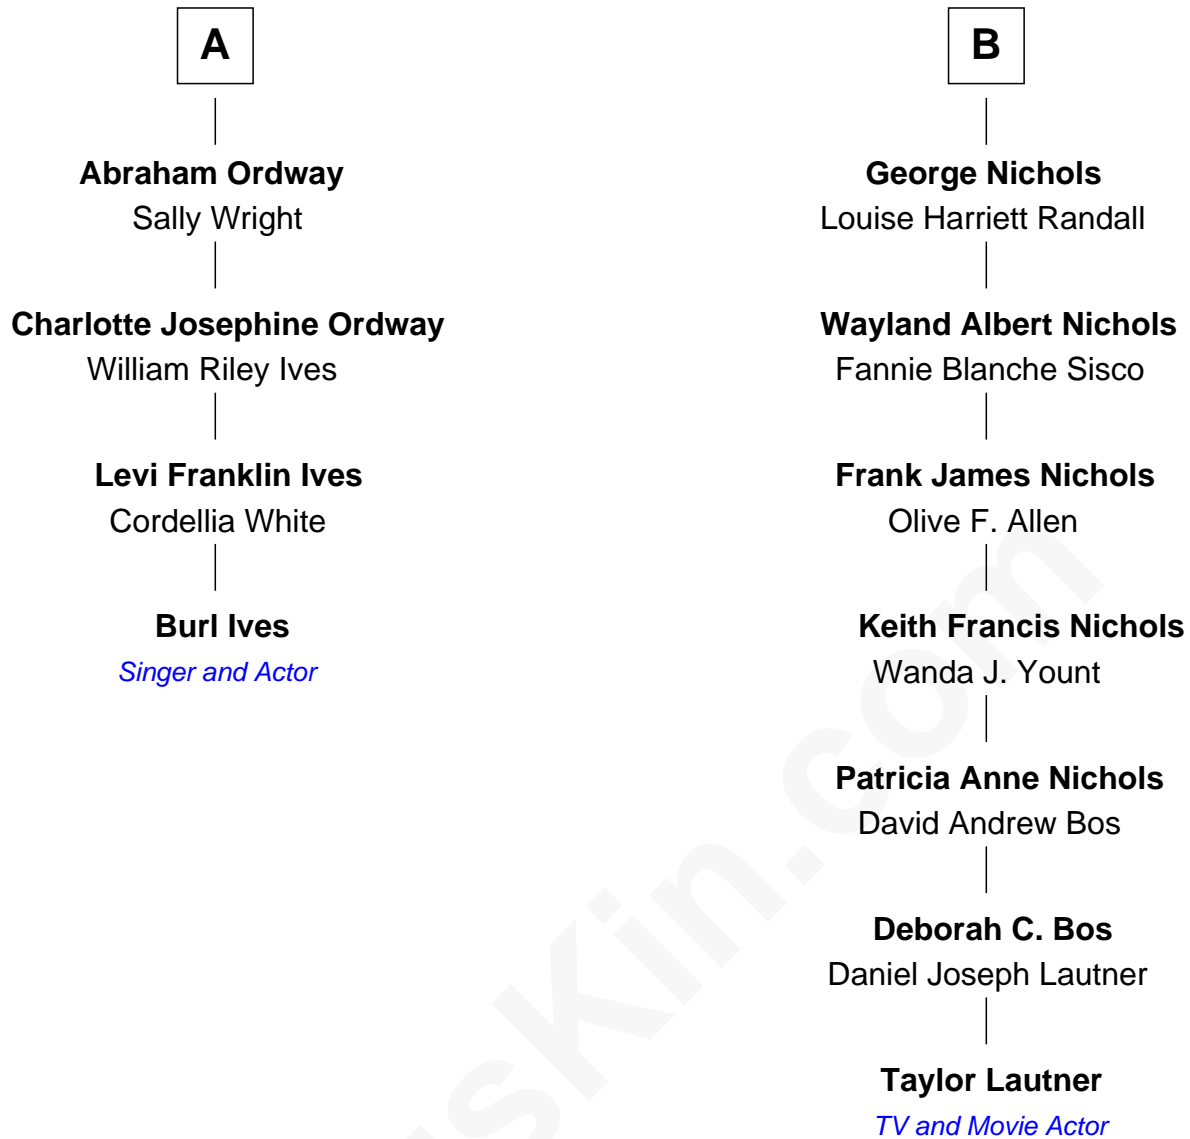 A
Abraham Ordway
Sally Wright
Charlotte Josephine Ordway
William Riley Ives
Levi Franklin Ives
Cordellia White
Burl Ives
Singer and Actor
B
George Nichols
Louise Harriett Randall
Wayland Albert Nichols
Fannie Blanche Sisco
Frank James Nichols
Olive F. Allen
Keith Francis Nichols
Wanda J. Yount
Patricia Anne Nichols
David Andrew Bos
Deborah C. Bos
Daniel Joseph Lautner
Taylor Lautner
TV and Movie Actor
sKin.com